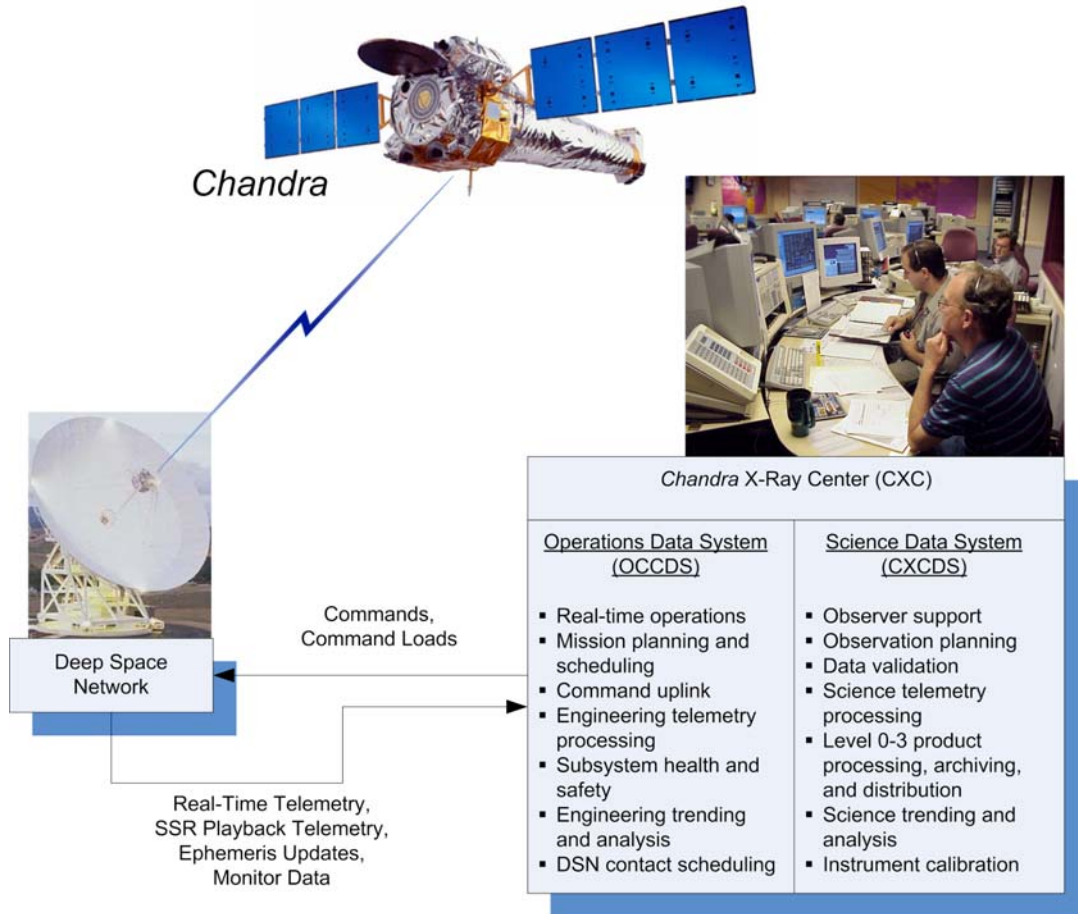 Chandra
Chandra X-Ray Center (CXC)
Operations Data System
(OCCDS)
▪ Real-time operations
▪ Mission planning and
scheduling
▪ Command uplink
▪ Engineering telemetry
processing
▪ Subsystem health and
safety
▪ Engineering trending
and analysis
▪ DSN contact scheduling
Science Data System
(CXCDS)
▪ Observer support
▪ Observation planning
▪ Data validation
▪ Science telemetry
processing
▪ Level 0-3 product
processing, archiving,
and distribution
▪ Science trending and
analysis
▪ Instrument calibration
Commands,
Command Loads
Deep Space
Network
Real-Time Telemetry,
SSR Playback Telemetry,
Ephemeris Updates,
Monitor Data